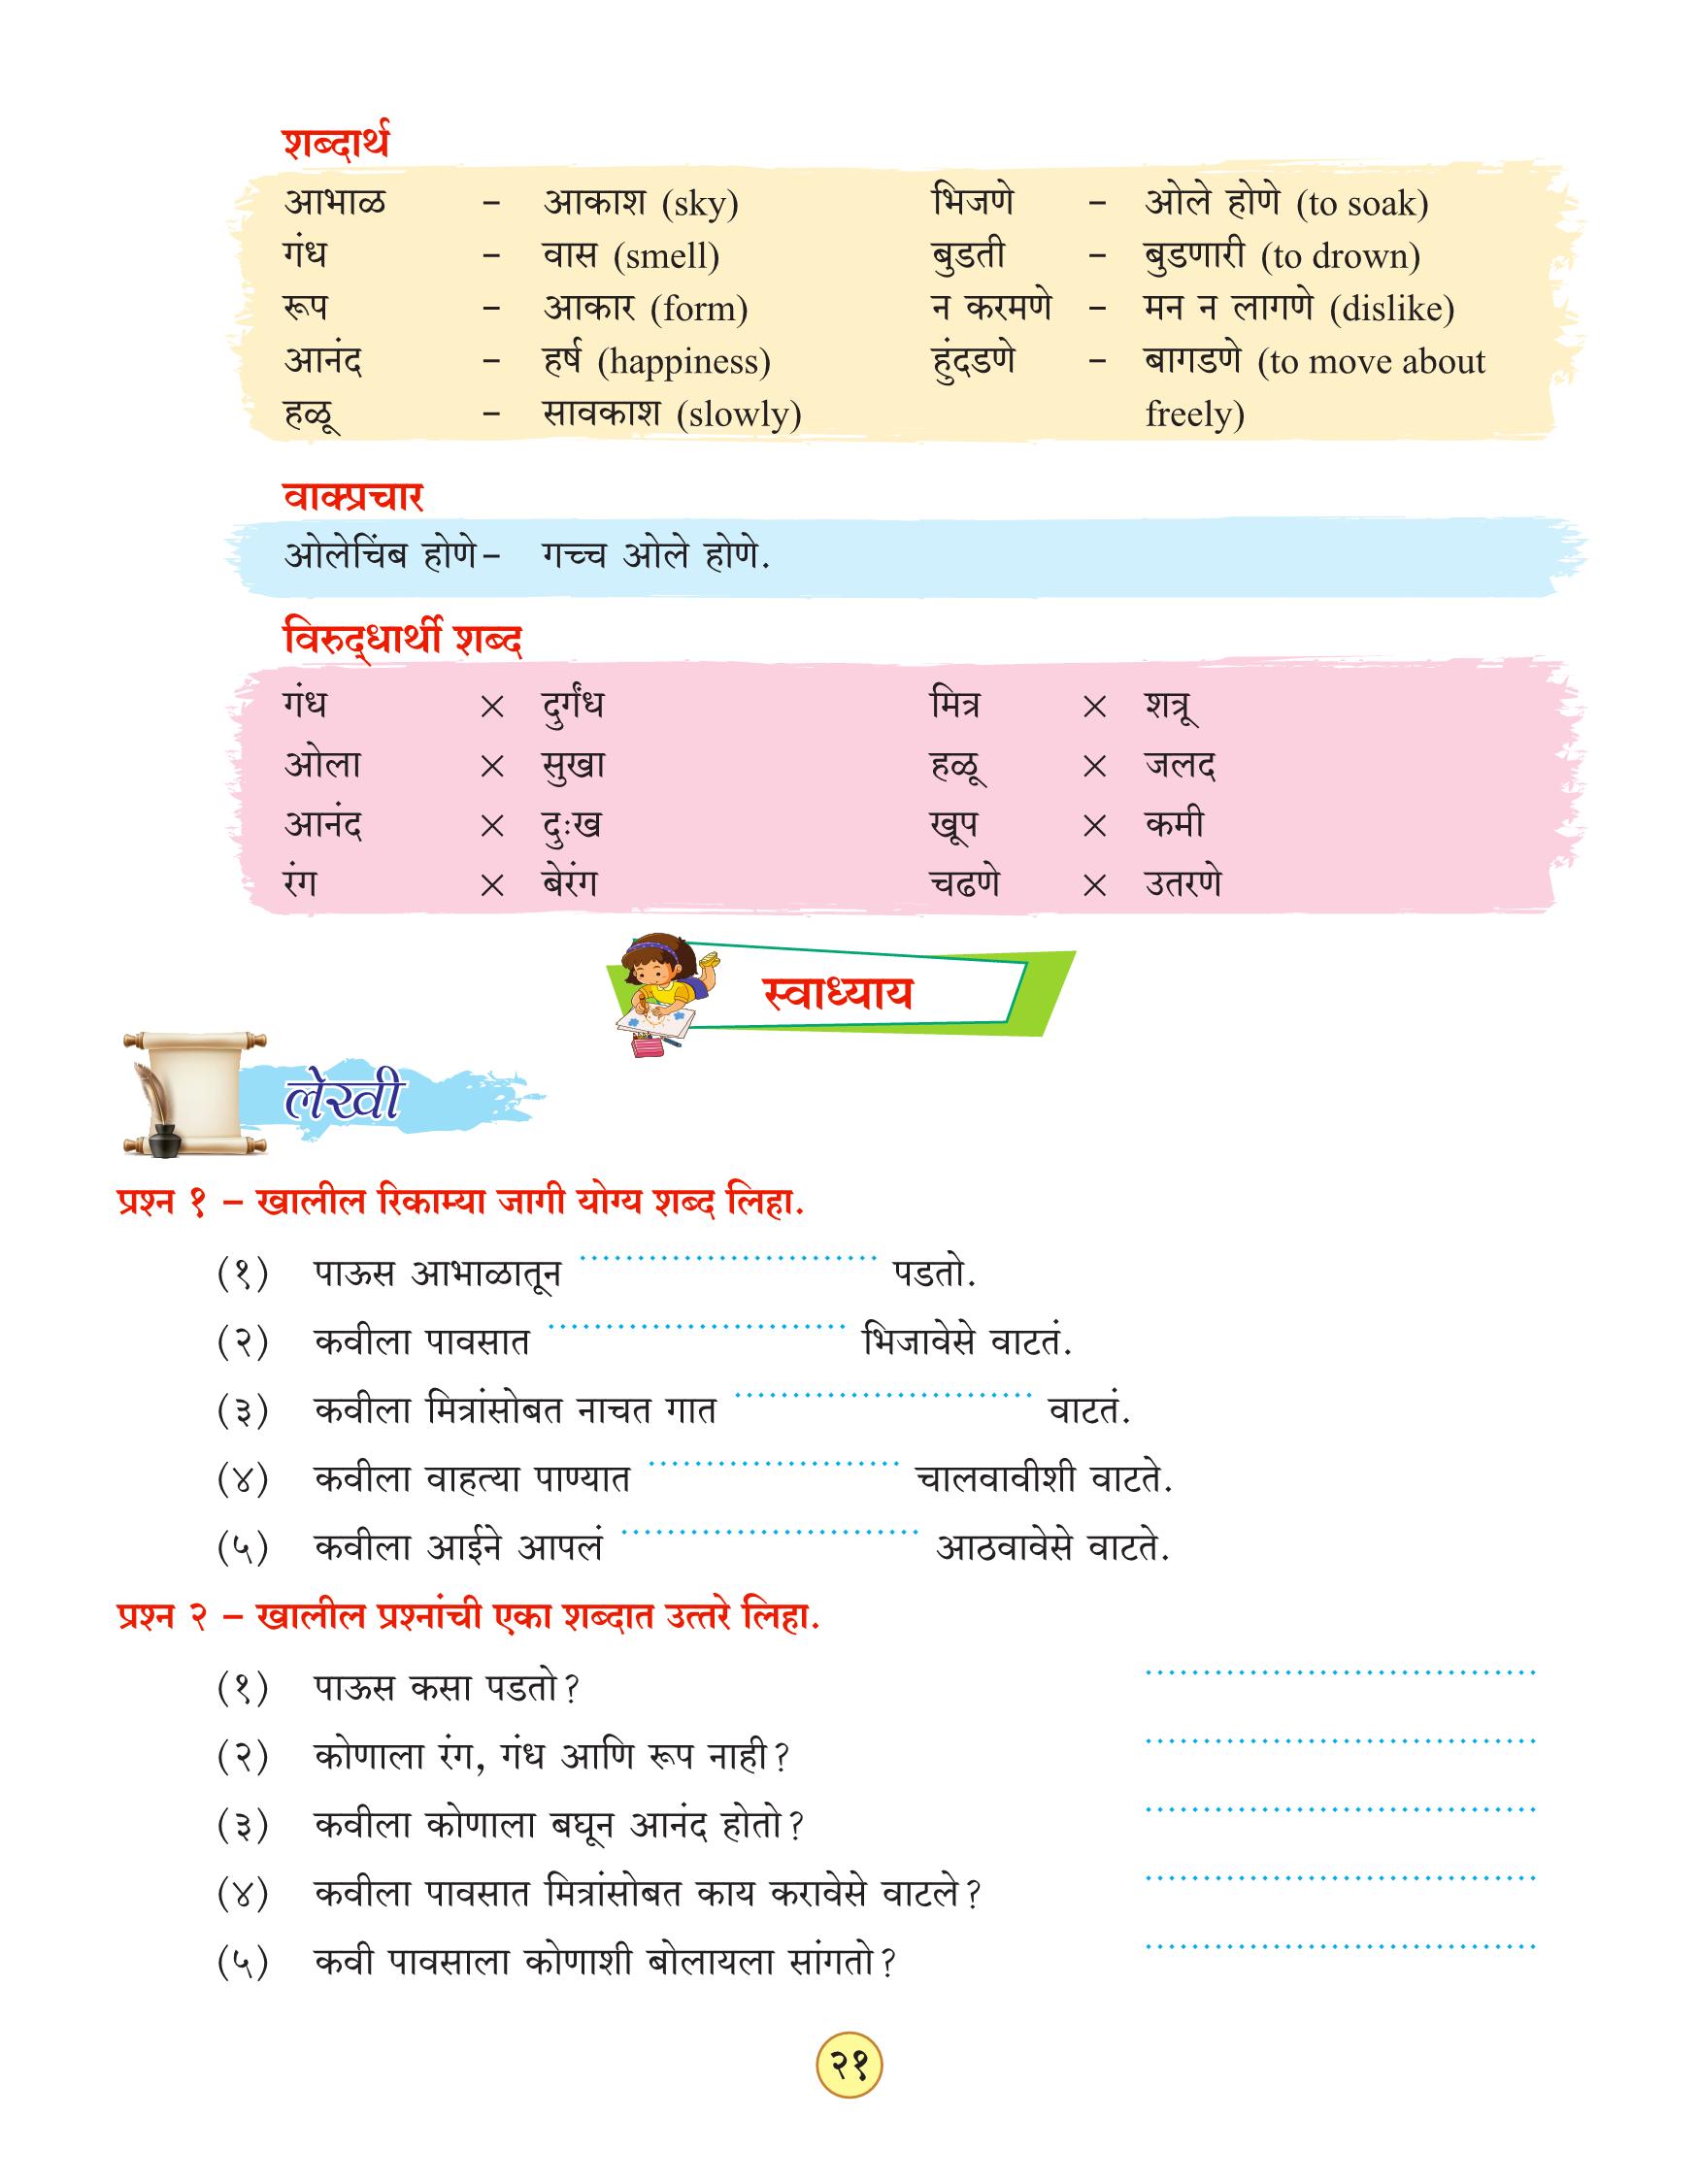 शब्दार्थ
आभाळ – आकाश (sky) भिजणे – ओले होणे (to soak)
गंध – वास (smell) बुडती – बुडणारी (to drown)
रूप – आकार (form) न करमणे – मन न लागणे (dislike)
आनंद – हर्ष (happiness) हुंदडणे – बागडणे (to move about
हळू – सावकाश (slowly) freely)
वाक्प्रचार
ओलेचिंब होणे – गच्च ओले होणे.
विरुद्धार्थी शब्द
गंध × दुर्गंध मित्र × शत्रू
ओला × सुखा हळू × जलद
आनंद × दुःख खूप × कमी
रंग × बेरंग चढणे × उतरणे
स्वाध्याय
लेखी
प्रश्न १ – खालील रिकाम्या जागी योग्य शब्द लिहा.
(१) पाऊस आभाळातून .......................... पडतो.
(२) कवीला पावसात .......................... भिजावेसे वाटतं.
(३) कवीला मित्रांसोबत नाचत गात .......................... वाटतं.
(४) कवीला वाहत्या पाण्यात ...................... चालवावीशी वाटते.
(५) कवीला आईने आपलं .......................... आठवावेसे वाटते.
प्रश्न २ – खालील प्रश्नांची एका शब्दात उत्तरे लिहा.
(१) पाऊस कसा पडतो? ..................................
(२) कोणाला रंग, गंध आणि रूप नाही? ..................................
(३) कवीला कोणाला बघून आनंद होतो? ..................................
(४) कवीला पावसात मित्रांसोबत काय करावेसे वाटले? ..................................
(५) कवी पावसाला कोणाशी बोलायला सांगतो? ..................................
२१